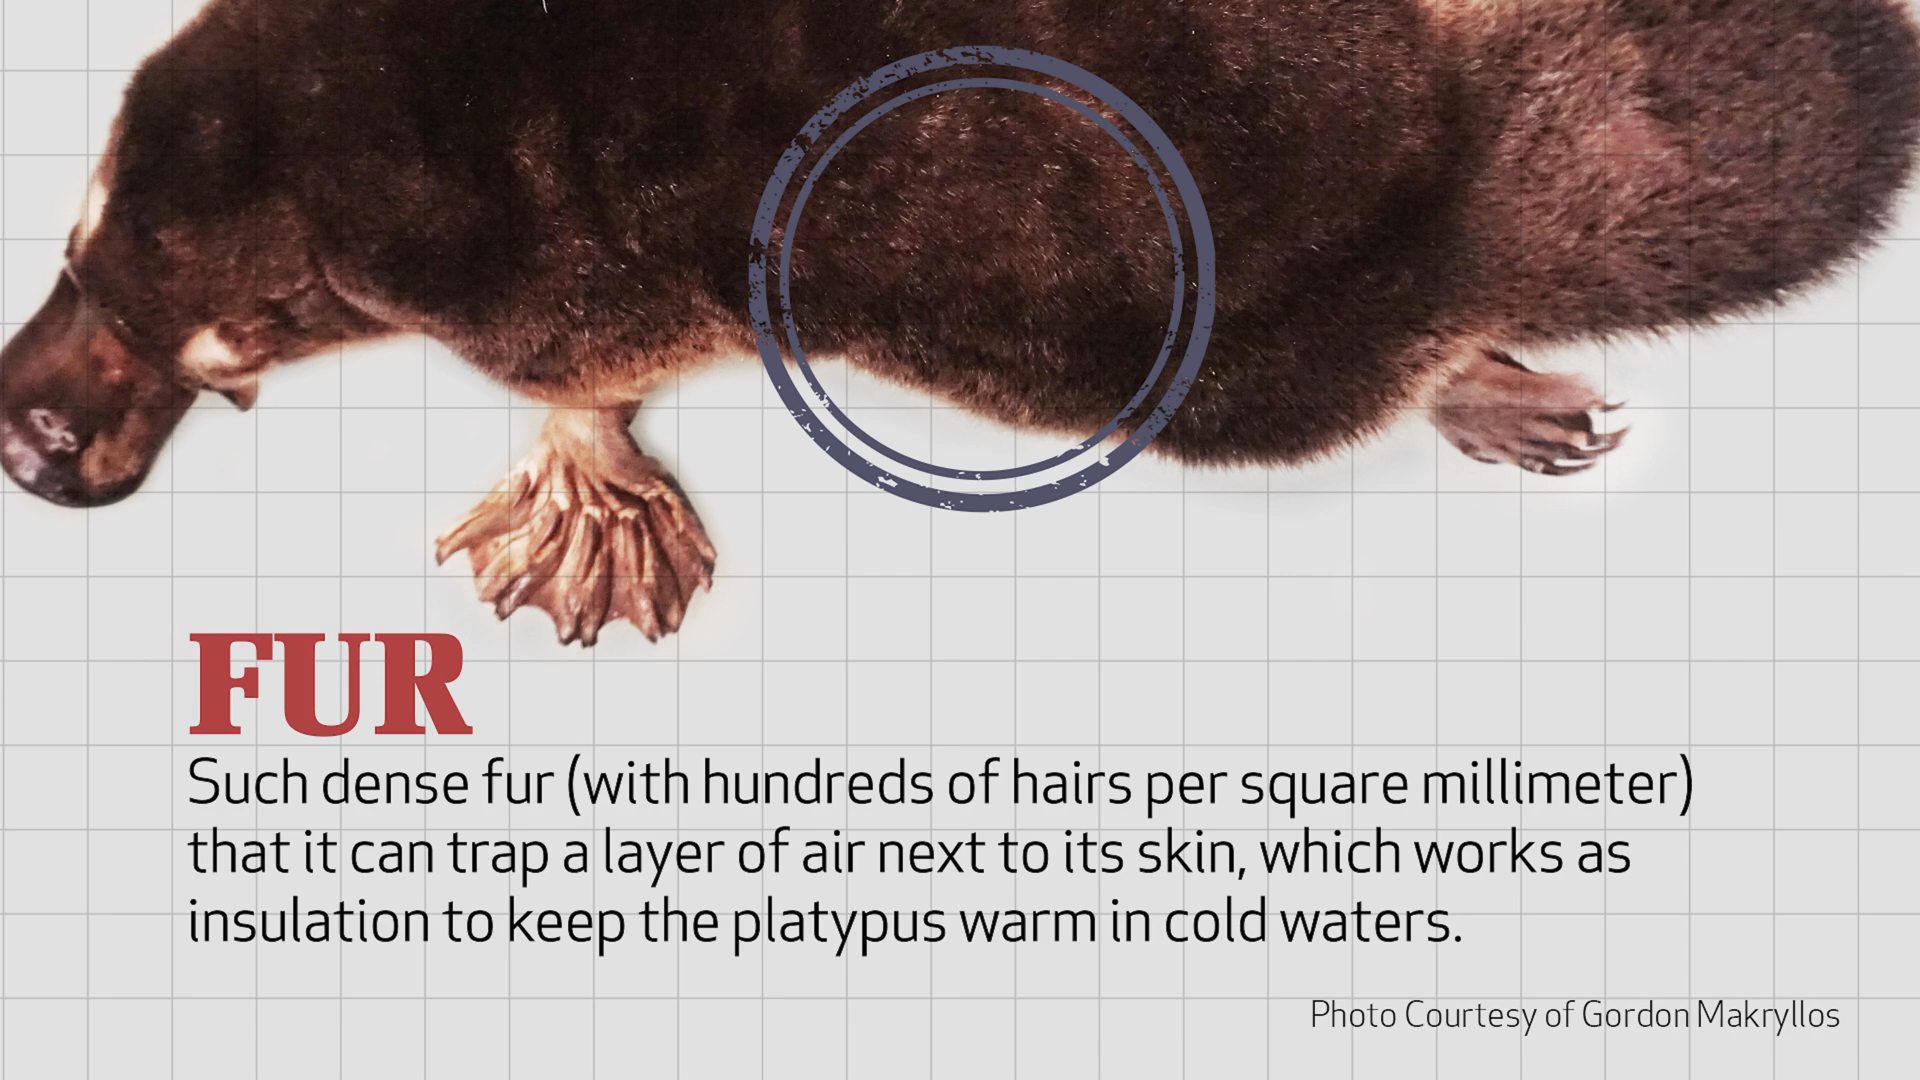 FUR
Such dense fur (with hundreds of hairs per square millimeter)
that it can trap a layer of air next to its skin, which works as
insulation to keep the platypus warm in cold waters.
Photo Courtesy of Gordon Makryllos